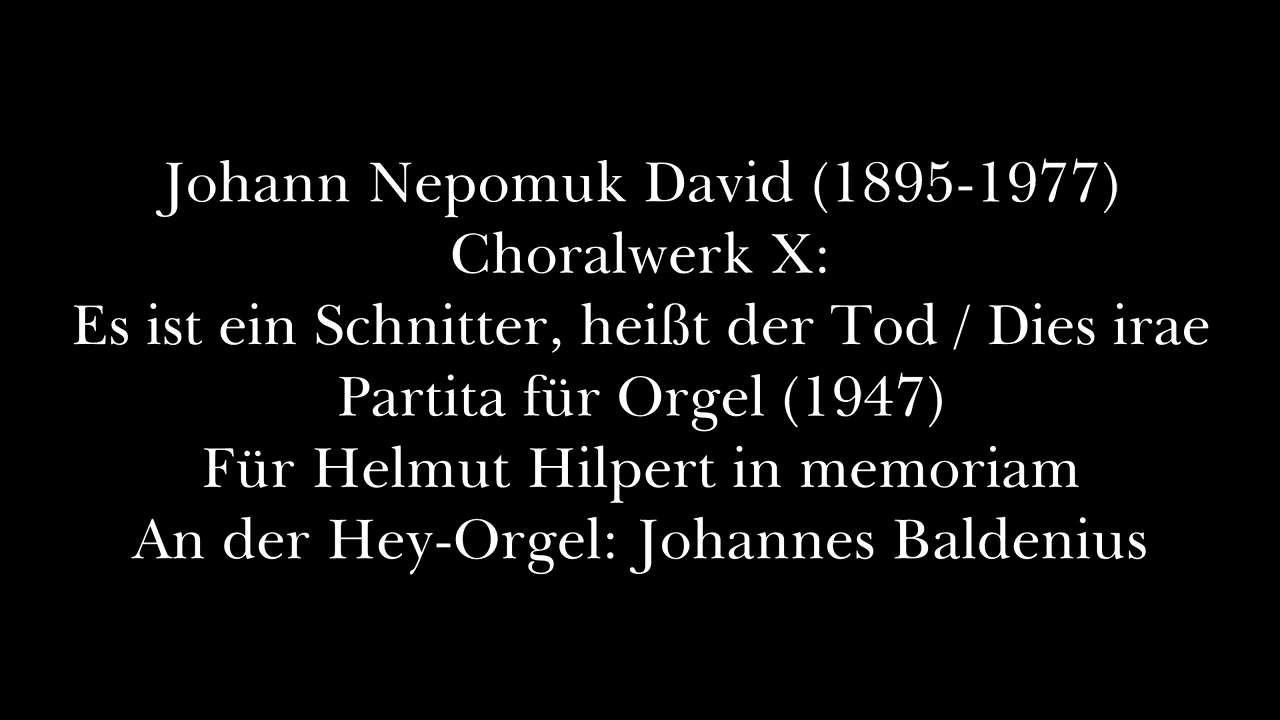 Johann Nepomuk David (1895-1977)
Choralwerk X:
Es ist ein Schnitter, heißt der Tod / Dies irae
Partita für Orgel (1947)
Für Helmut Hilpert in memoriam
An der Hey-Orgel: Johannes Baldenius